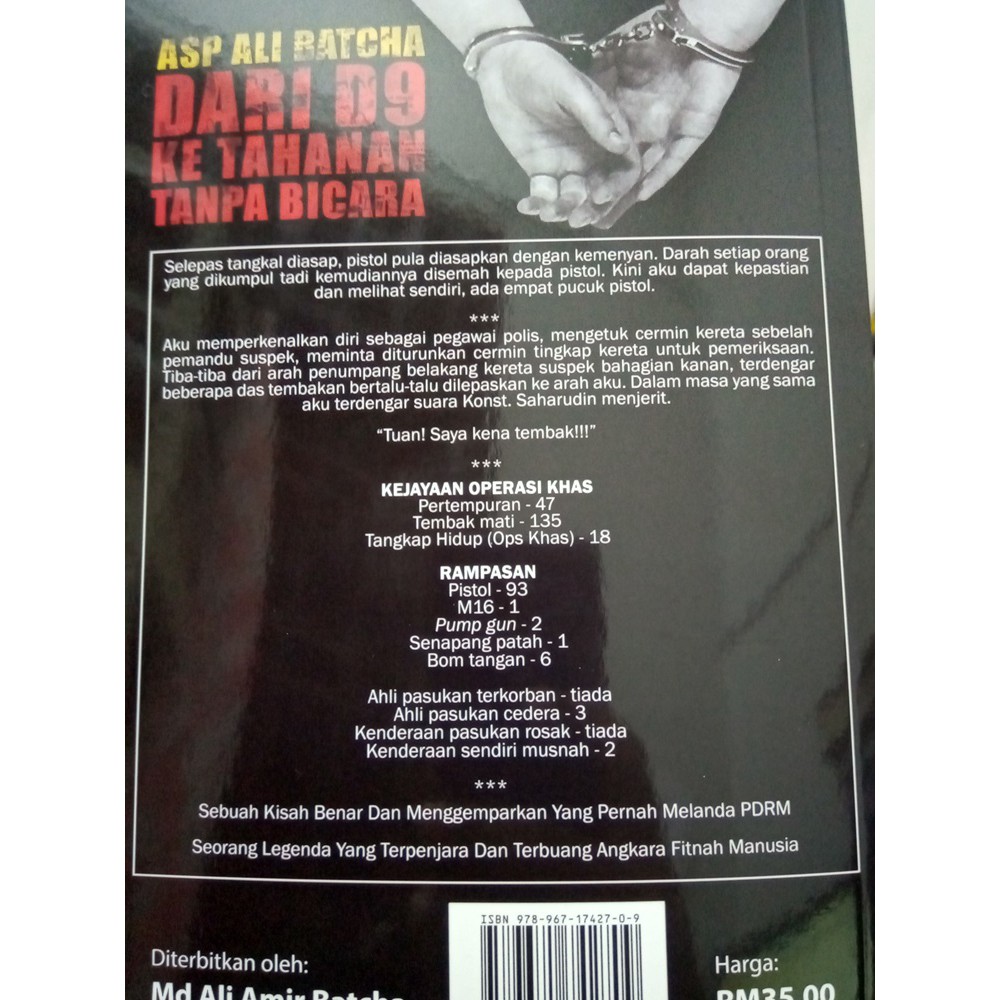 ASP ALI BATCHA
DARI D9
KE TAHANAN
TANPA BICARA
Selepas tangkal diasap, pistol pula diasapkan dengan kemenyan. Darah setiap orang
yang dikumpul tadi kemudiannya disemah kepada pistol. Kini aku dapat kepastian
dan melihat sendiri, ada empat pucuk pistol.
***
Aku memperkenalkan diri sebagai pegawai polis, mengetuk cermin kereta sebelah
pemandu suspek, meminta diturunkan cermin tingkap kereta untuk pemeriksaan.
Tiba-tiba dari arah penumpang belakang kereta suspek bahagian kanan, terdengar
beberapa das tembakan bertalu-talu dilepaskan ke arah aku. Dalam masa yang sama
aku terdengar suara Konst. Saharudin menjerit.
“Tuan! Saya kena tembak!!!”
***
KEJAYAAN OPERASI KHAS
Pertempuran - 47
Tembak mati - 135
Tangkap Hidup (Ops Khas) - 18
RAMPASAN
Pistol - 93
M16 - 1
Pump gun - 2
Senapang patah - 1
Bom tangan - 6
Ahli pasukan terkorban - tiada
Ahli pasukan cedera - 3
Kenderaan pasukan rosak - tiada
Kenderaan sendiri musnah - 2
***
Sebuah Kisah Benar Dan Menggemparkan Yang Pernah Melanda PDRM
Seorang Legenda Yang Terpenjara Dan Terbuang Angkara Fitnah Manusia
ISBN 978-967-17427-0-9
Diterbitkan oleh:
Md Ali Amir Batcha
Harga:
RM35.00